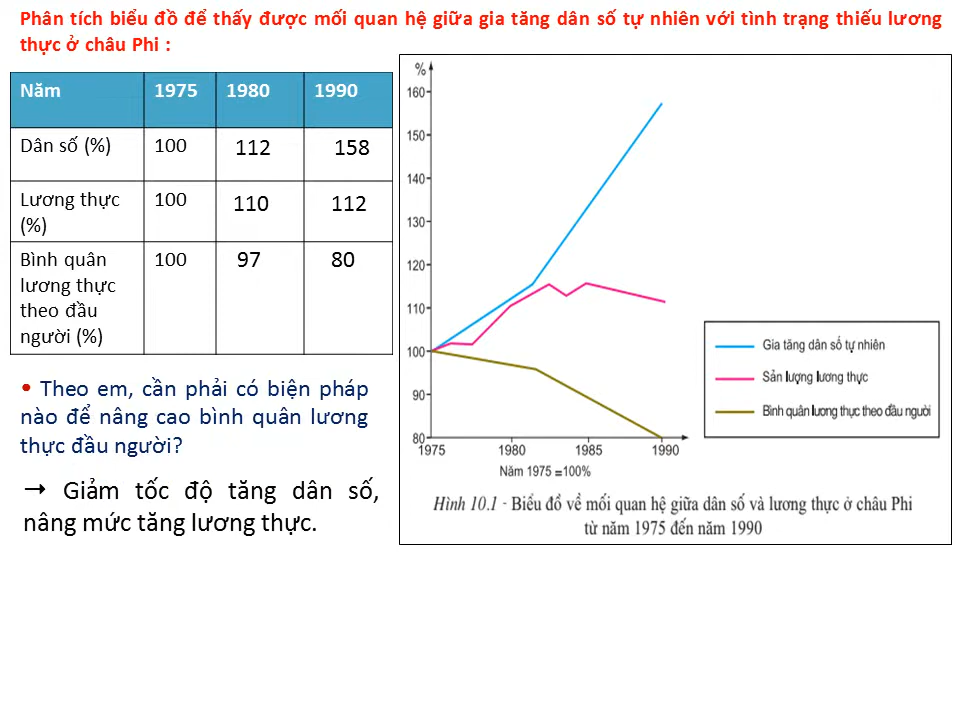 Phân tích biểu đồ để thấy được mối quan hệ giữa gia tăng dân số tự nhiên với tình trạng thiếu lương
thực ở châu Phi :
Năm 1975 1980 1990
Dân số (%) 100 112 158
Lương thực
(%) 100 110 112
Bình quân
lương thực
theo đầu
người (%) 100 97 80
• Theo em, cần phải có biện pháp
nào để nâng cao bình quân lương
thực đầu người?
→ Giảm tốc độ tăng dân số,
nâng mức tăng lương thực.
%
160
150
140
130
120
110
100
90
80
1975 1980 1985 1990
Năm 1975 =100%
Gia tăng dân số tự nhiên
Sản lượng lương thực
Bình quân lương thực theo đầu người
Hình 10.1 - Biểu đồ về mối quan hệ giữa dân số và lương thực ở châu Phi
từ năm 1975 đến năm 1990